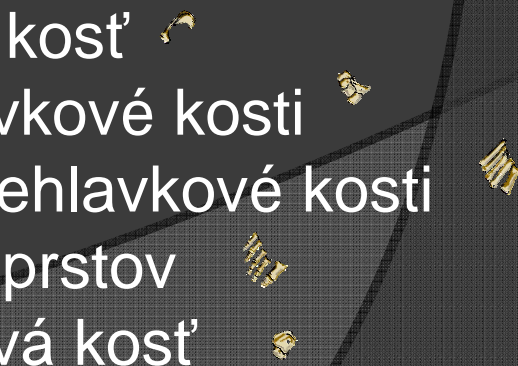 kosť
vkové kosti
ehlavkové kosti
prstov
vá kosť